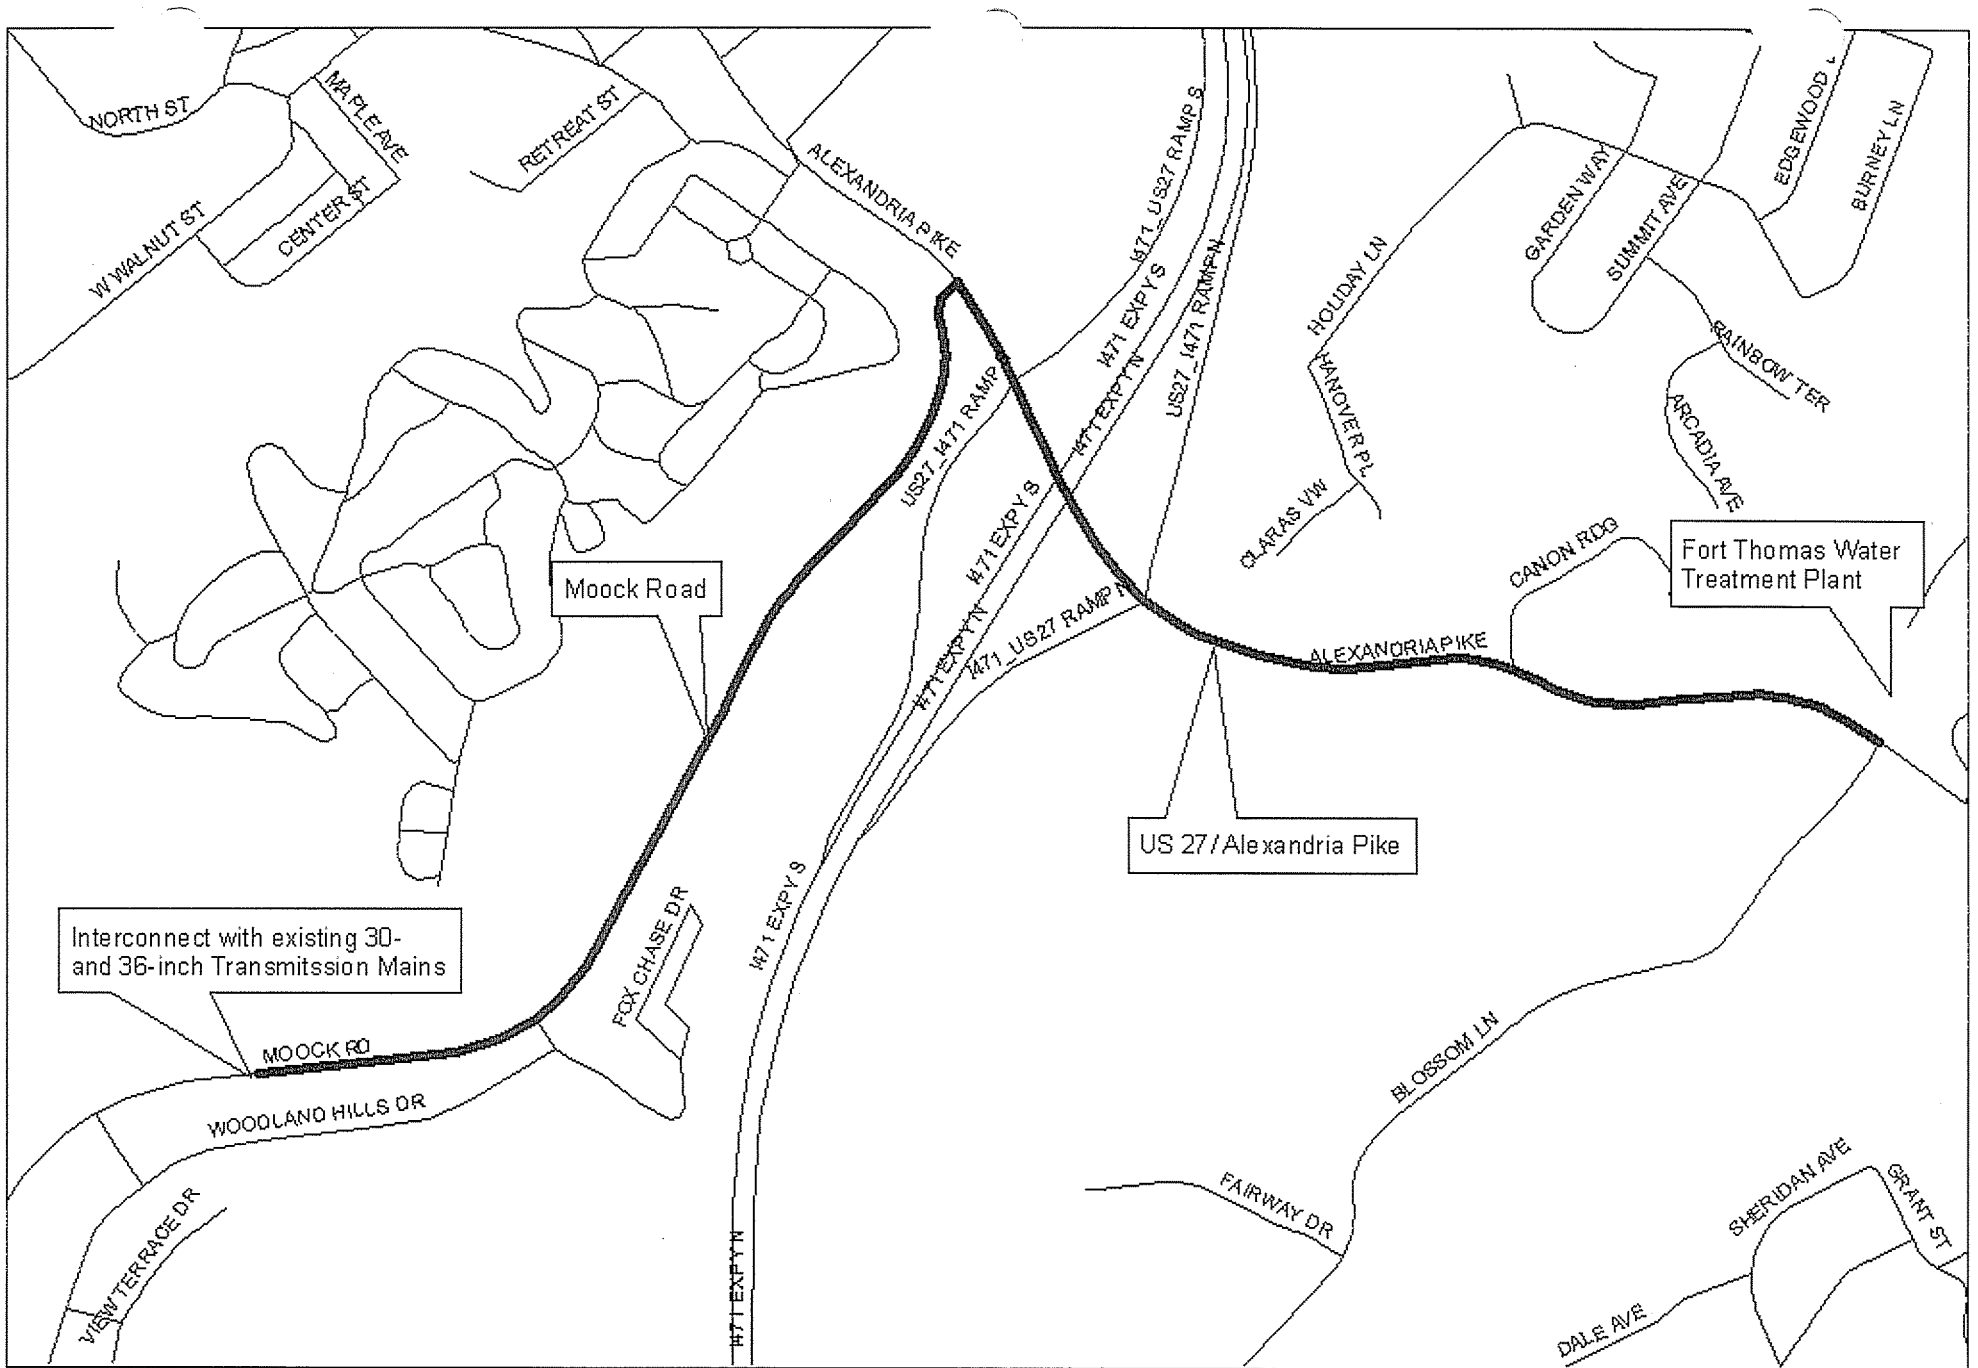 NORTH ST
MAPLE AVE
RETREAT ST
CENTER ST
W WALNUT ST
ALEXANDRIA PIKE
I471_US27 RAMP S
I471 EXPY S
US27_I471 RAMP N
I471 EXPY N
US27_I471 RAMP
I471 EXPY S
I471 EXPY N
I471_US27 RAMP N
HOLIDAY LN
HANOVER PL
CLARAS VW
GARDEN WAY
SUMMIT AVE
EDGEWOOD
BURNEY LN
RAINBOW TER
ARCADIA AVE
CANON RDG
Fort Thomas Water
Treatment Plant
Moock Road
ALEXANDRIA PIKE
US 27/Alexandria Pike
Interconnect with existing 30-
and 36-inch Transmitssion Mains
FOX CHASE DR
I471 EXPY S
MOOCK RD
WOODLAND HILLS DR
VIEW TERRACE DR
I471 EXPY N
BLOSSOM LN
FAIRWAY DR
SHERIDAN AVE
GRANT ST
DALE AVE